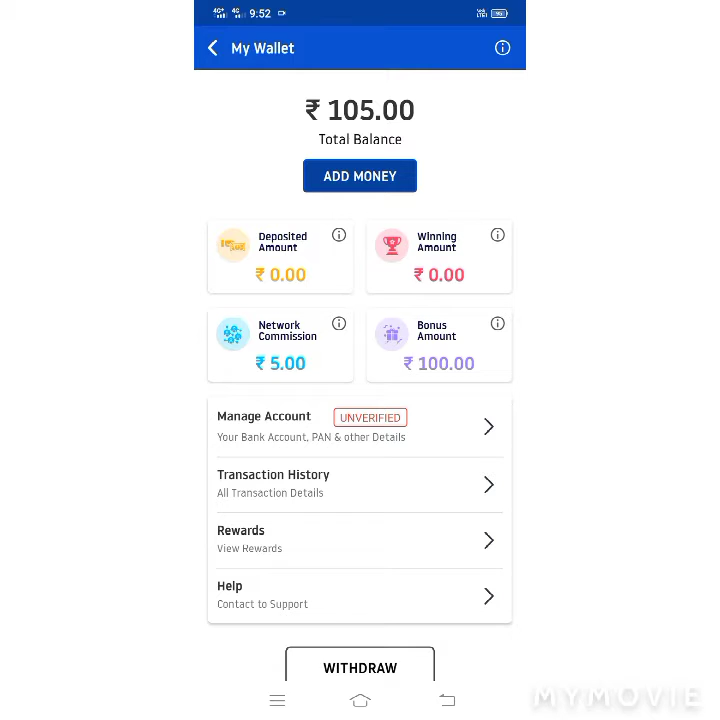 4G+ 4G 9:52
My Wallet
₹ 105.00
Total Balance
ADD MONEY
Deposited
Amount
₹ 0.00
Winning
Amount
₹ 0.00
Network
Commission
₹ 5.00
Bonus
Amount
₹ 100.00
Manage Account UNVERIFIED
Your Bank Account, PAN & other Details
Transaction History
All Transaction Details
Rewards
View Rewards
Help
Contact to Support
WITHDRAW
MYMOVIE